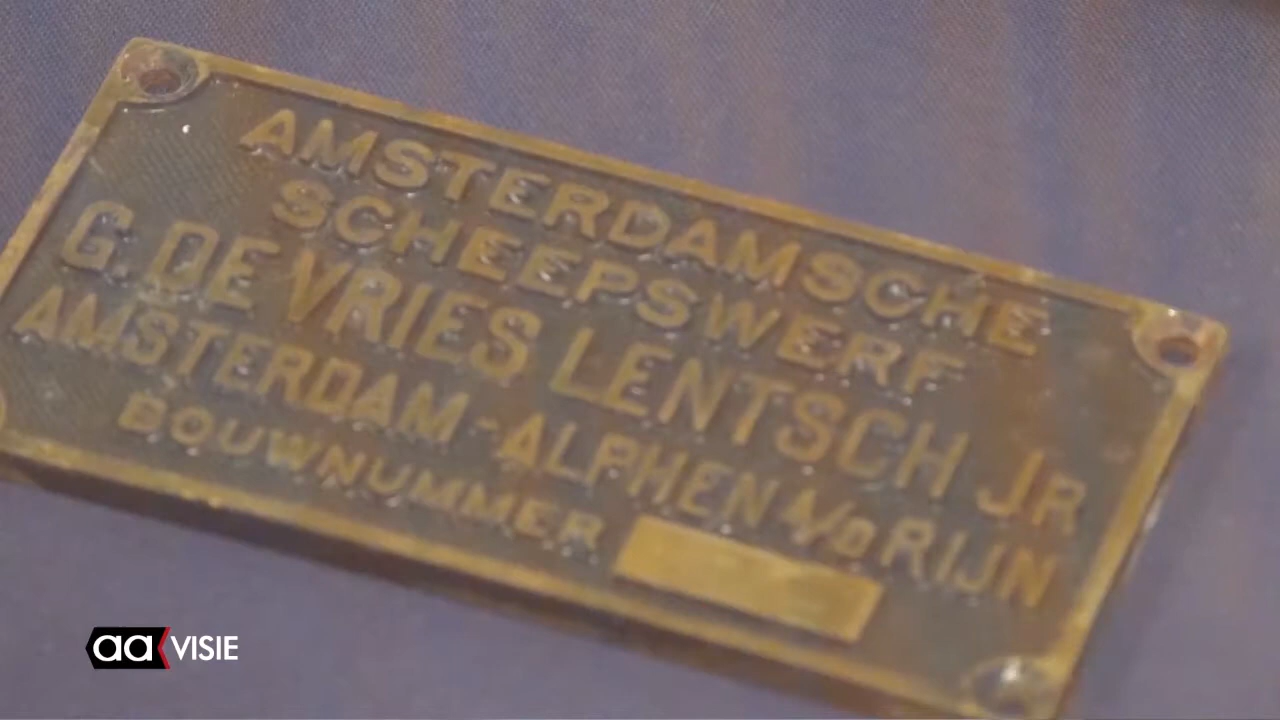 AMSTERDAMSCHE
SCHEEPSWERF
G. DE VRIES LENTSCH JR
AMSTERDAM - ALPHEN A/D RIJN
BOUWNUMMER
aa VISIE